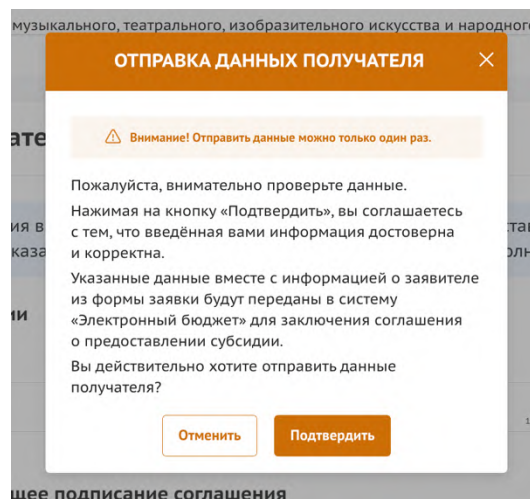 музыкального, театрального, изобразительного искусства и народного
ОТПРАВКА ДАННЫХ ПОЛУЧАТЕЛЯ
Внимание! Отправить данные можно только один раз.
Пожалуйста, внимательно проверьте данные.
Нажимая на кнопку «Подтвердить», вы соглашаетесь
с тем, что введённая вами информация достоверна
и корректна.
Указанные данные вместе с информацией о заявителе
из формы заявки будут переданы в систему
«Электронный бюджет» для заключения соглашения
о предоставлении субсидии.
Вы действительно хотите отправить данные
получателя?
Отменить Подтвердить
щее подписание соглашения